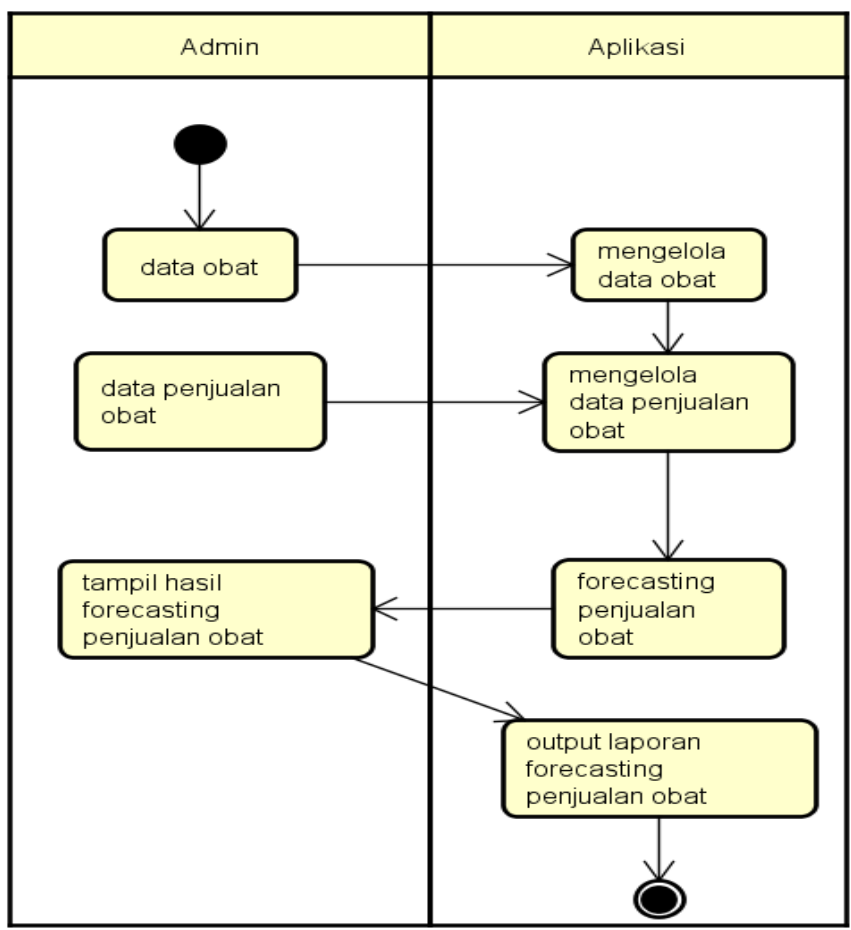 Admin
Aplikasi
data obat
mengelola
data obat
data penjualan
obat
mengelola
data penjualan
obat
tampil hasil
forecasting
penjualan obat
forecasting
penjualan
obat
output laporan
forecasting
penjualan obat